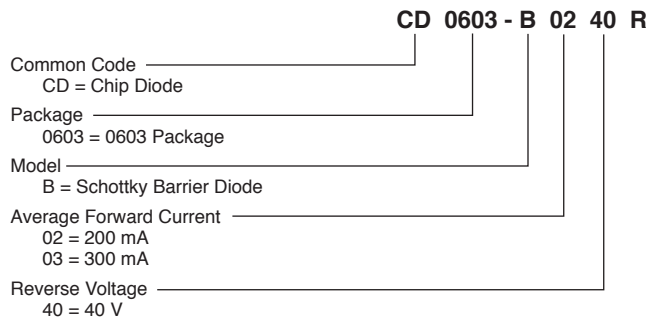 CD 0603 - B 02 40 R
Common Code
CD = Chip Diode
Package
0603 = 0603 Package
Model
B = Schottky Barrier Diode
Average Forward Current
02 = 200 mA
03 = 300 mA
Reverse Voltage
40 = 40 V